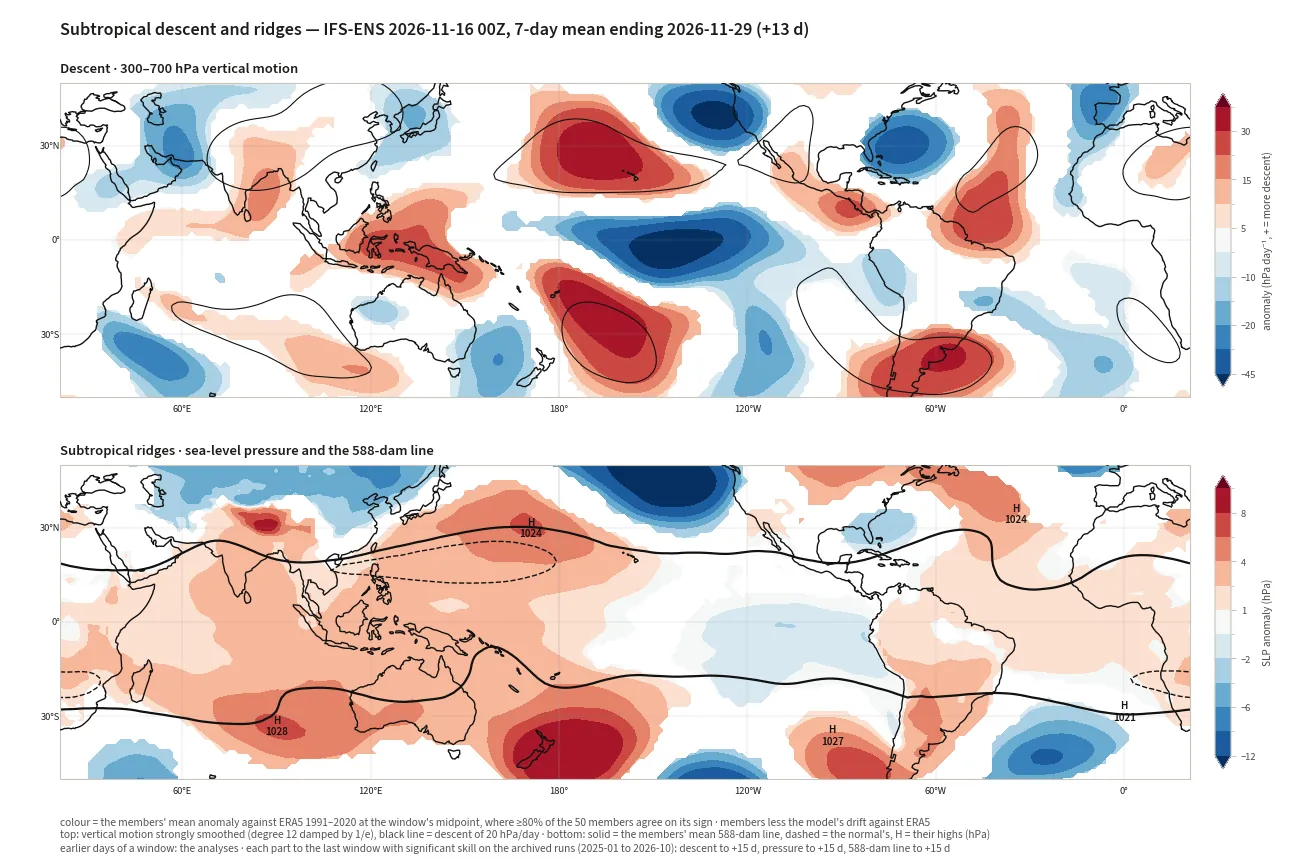 Subtropical descent and ridges — IFS-ENS 2026-11-16 00Z, 7-day mean ending 2026-11-29 (+13 d)
Descent · 300–700 hPa vertical motion
30°N
0°
30°S
60°E 120°E 180° 120°W 60°W 0°
30
15
5
−10
−20
−45
anomaly (hPa day⁻¹, + = more descent)
Subtropical ridges · sea-level pressure and the 588-dam line
H
1024
H
1024
30°N
0°
30°S
H
1028
H
1027
H
1021
60°E 120°E 180° 120°W 60°W 0°
8
4
1
−2
−6
−12
SLP anomaly (hPa)
colour = the members' mean anomaly against ERA5 1991–2020 at the window's midpoint, where ≥80% of the 50 members agree on its sign · members less the model's drift against ERA5
top: vertical motion strongly smoothed (degree 12 damped by 1/e), black line = descent of 20 hPa/day · bottom: solid = the members' mean 588-dam line, dashed = the normal's, H = their highs (hPa)
earlier days of a window: the analyses · each part to the last window with significant skill on the archived runs (2025-01 to 2026-10): descent to +15 d, pressure to +15 d, 588-dam line to +15 d